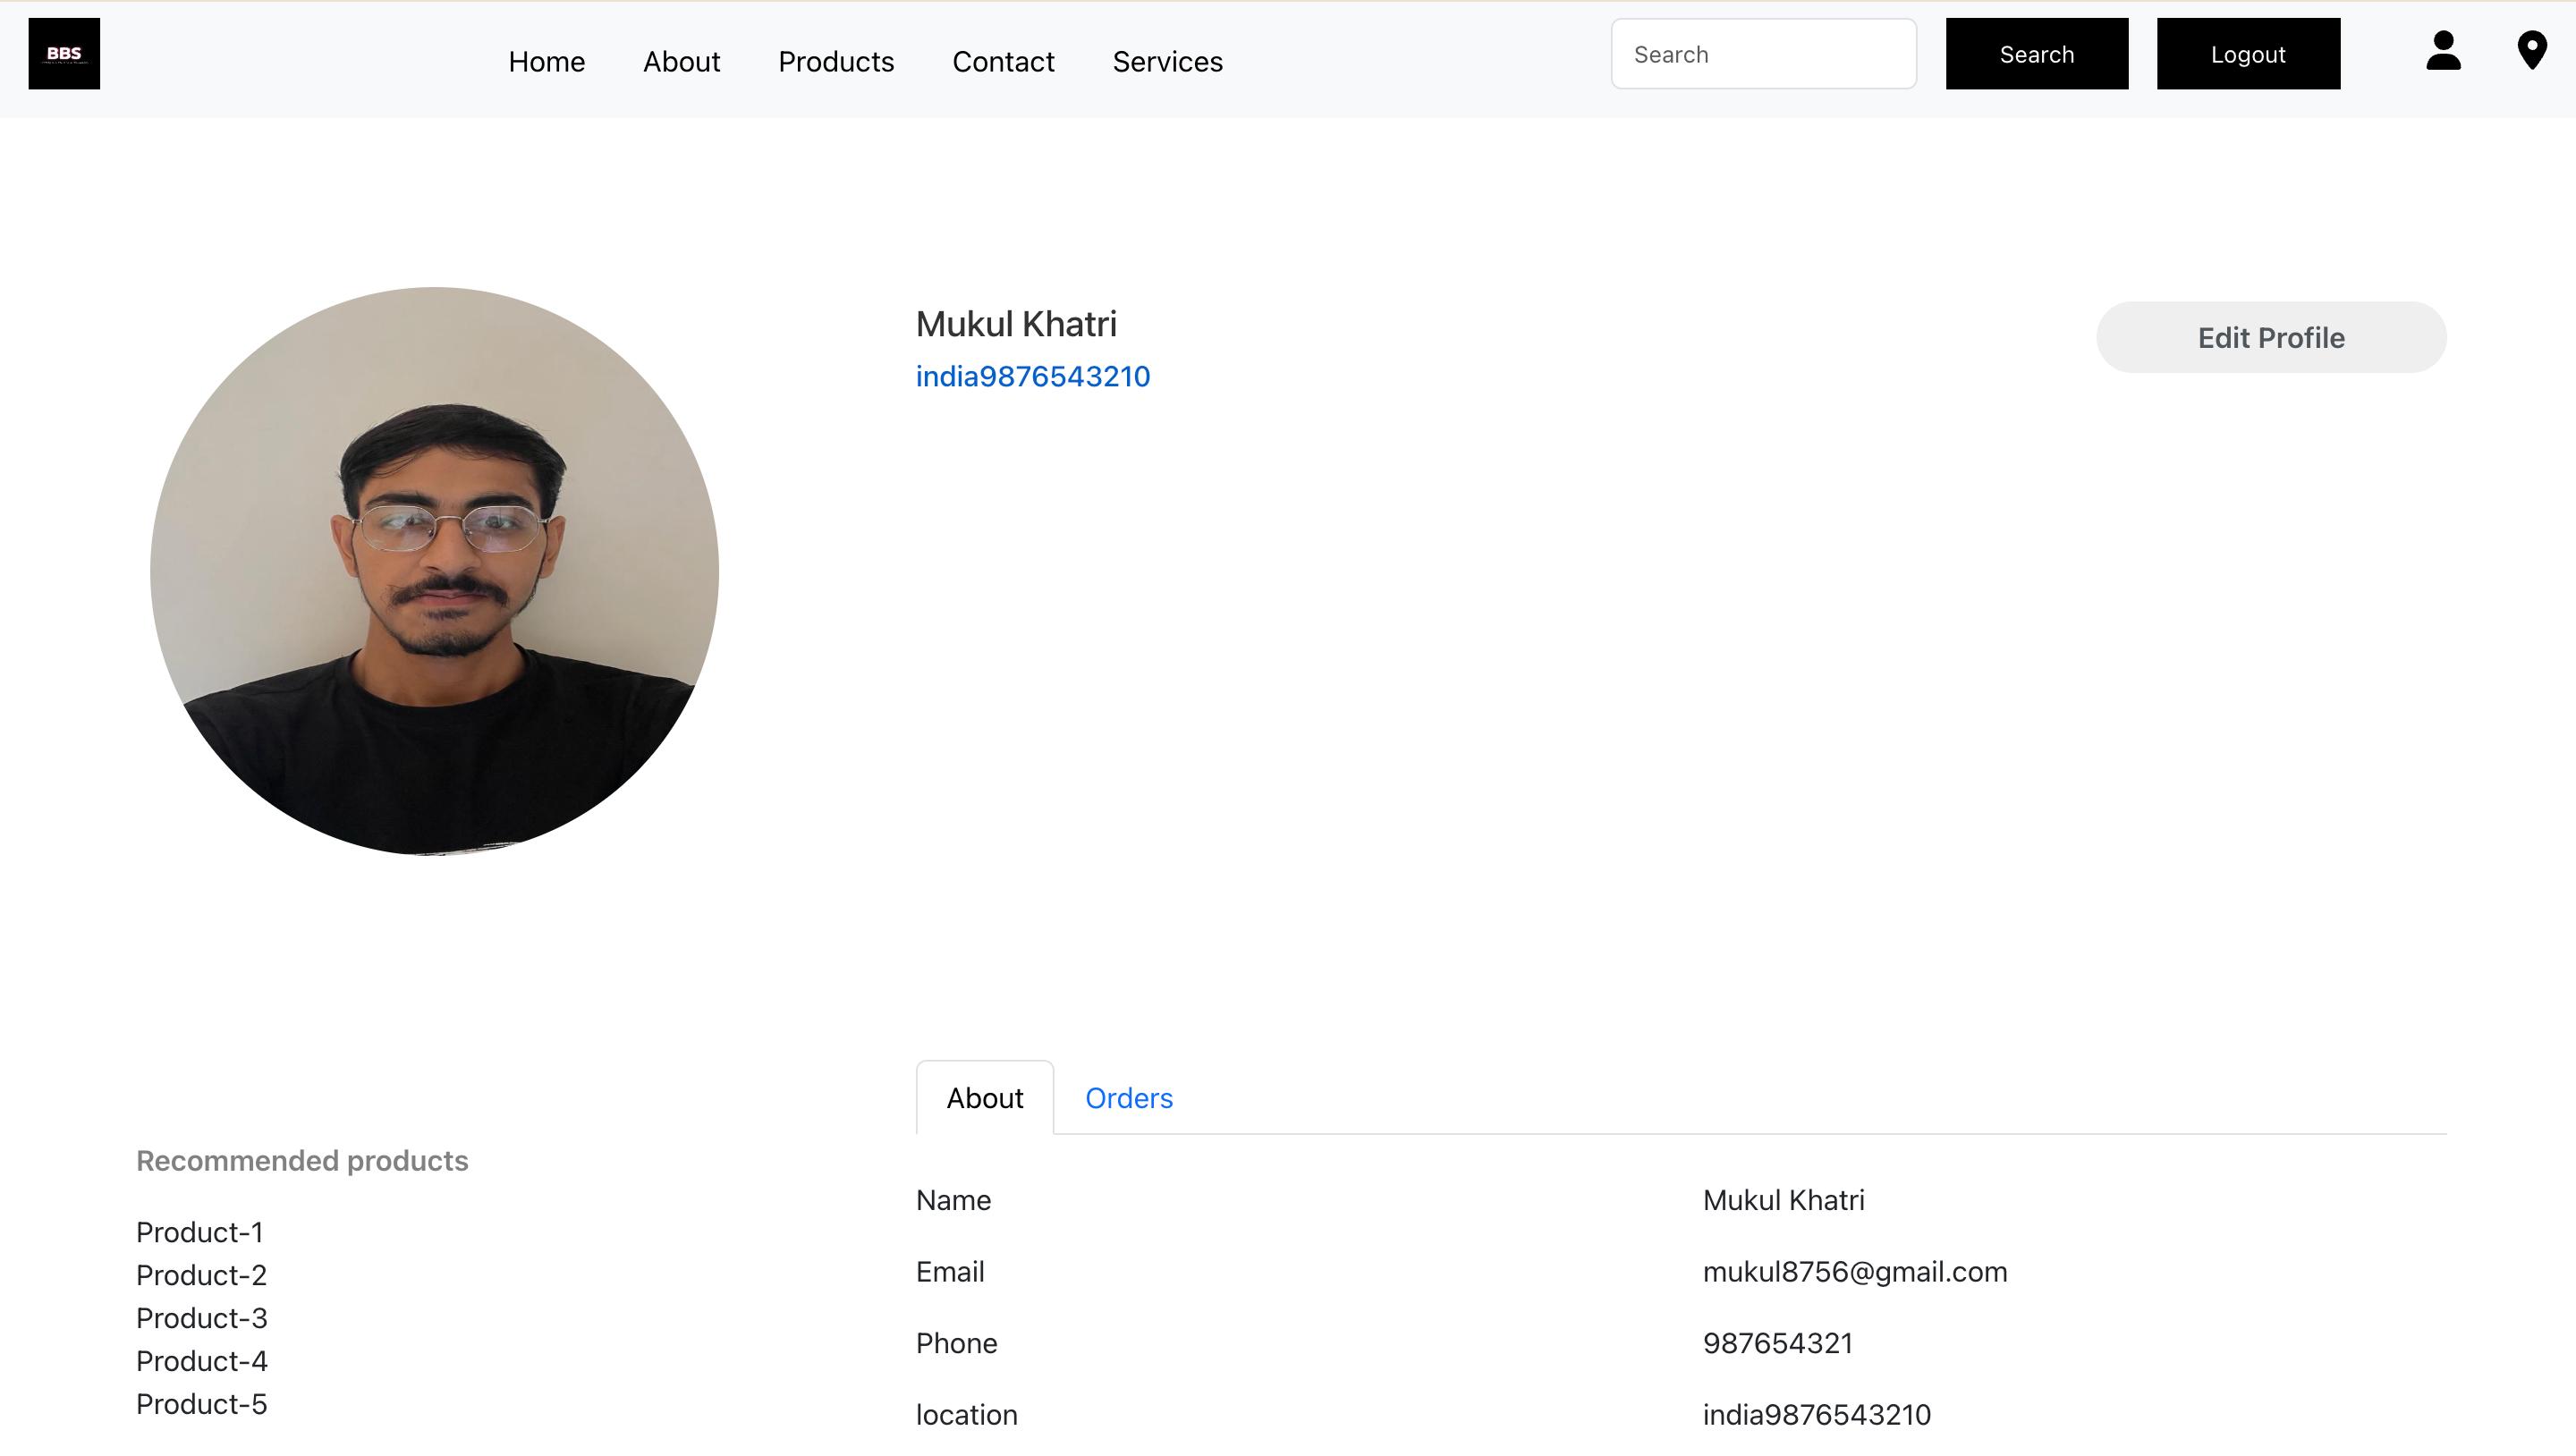 BBS
Home About Products Contact Services
Search Search Logout
Mukul Khatri
india9876543210
Edit Profile
About Orders
Recommended products
Product-1
Product-2
Product-3
Product-4
Product-5
Name Mukul Khatri
Email mukul8756@gmail.com
Phone 987654321
location india9876543210